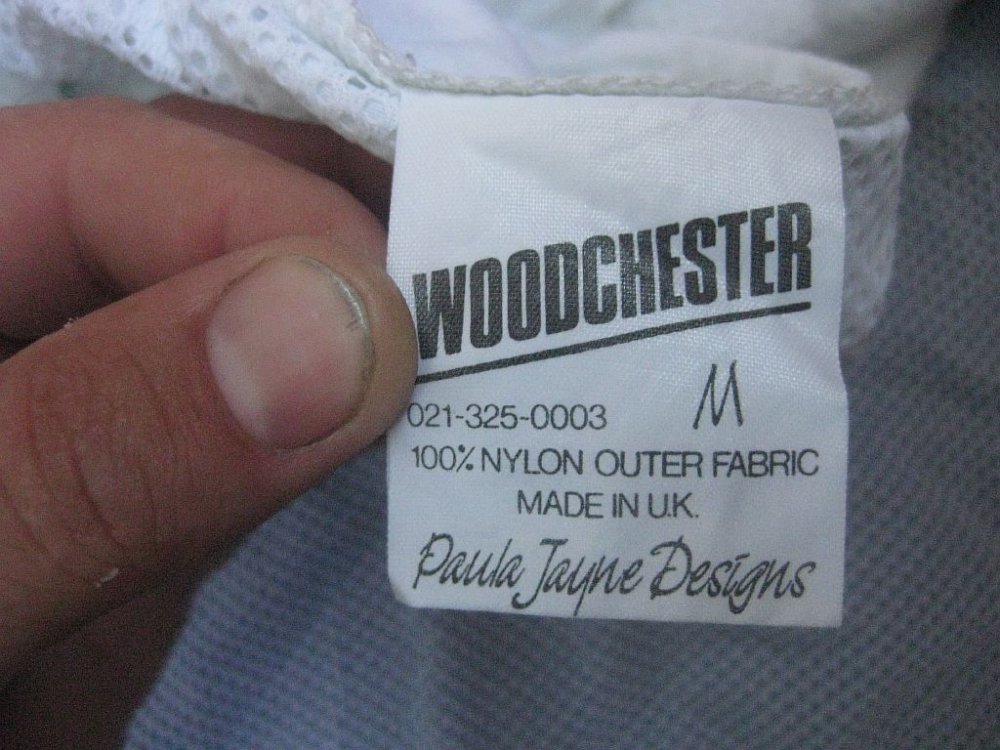 WOODCHESTER
M
021-325-0003
100% NYLON OUTER FABRIC
MADE IN U.K.
Paula Jayne Designs